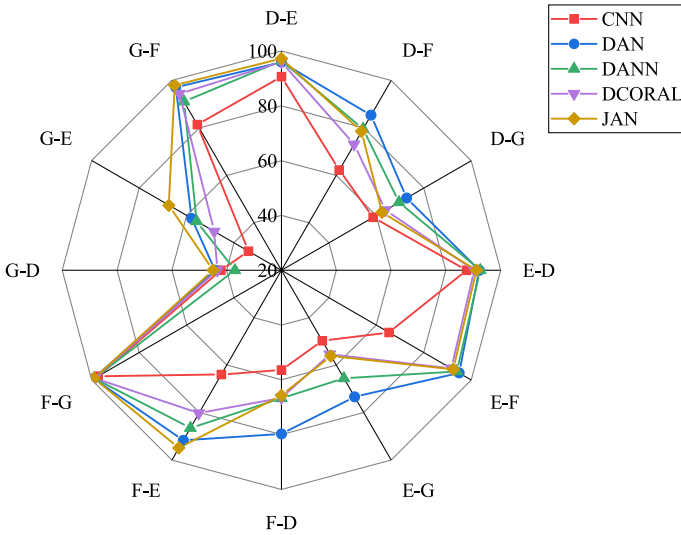 D-E
CNN
DAN
DANN
DCORAL
JAN
G-F
100
D-F
80
G-E
60
D-G
40
G-D
20
E-D
F-G
E-F
F-E
E-G
F-D